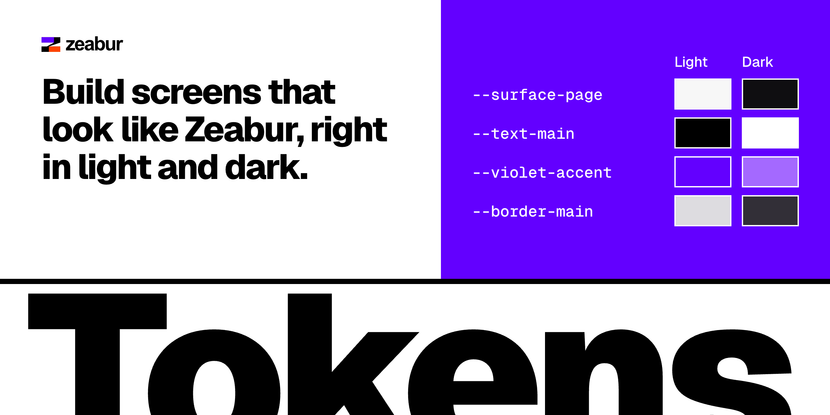 zeabur
Build screens that
look like Zeabur, right
in light and dark.
Light Dark
--surface-page
--text-main
--violet-accent
--border-main
Tokens